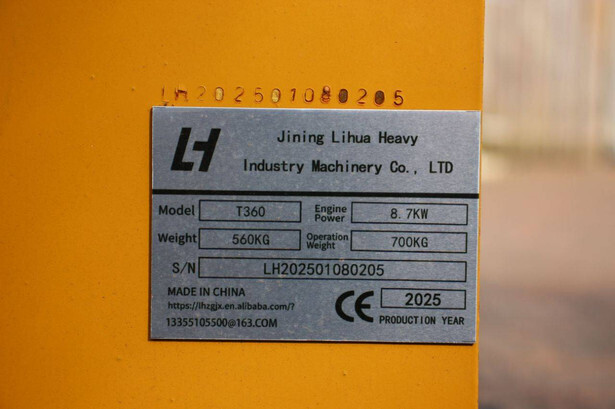 LH202501080205
LH
Jining Lihua Heavy
Industry Machinery Co., LTD
Model T360 Engine Power 8.7KW
Weight 560KG Operation Weight 700KG
S/N LH202501080205
MADE IN CHINA
https://lhzgjx.en.alibaba.com/?
13355105500@163.COM
CE 2025
PRODUCTION YEAR